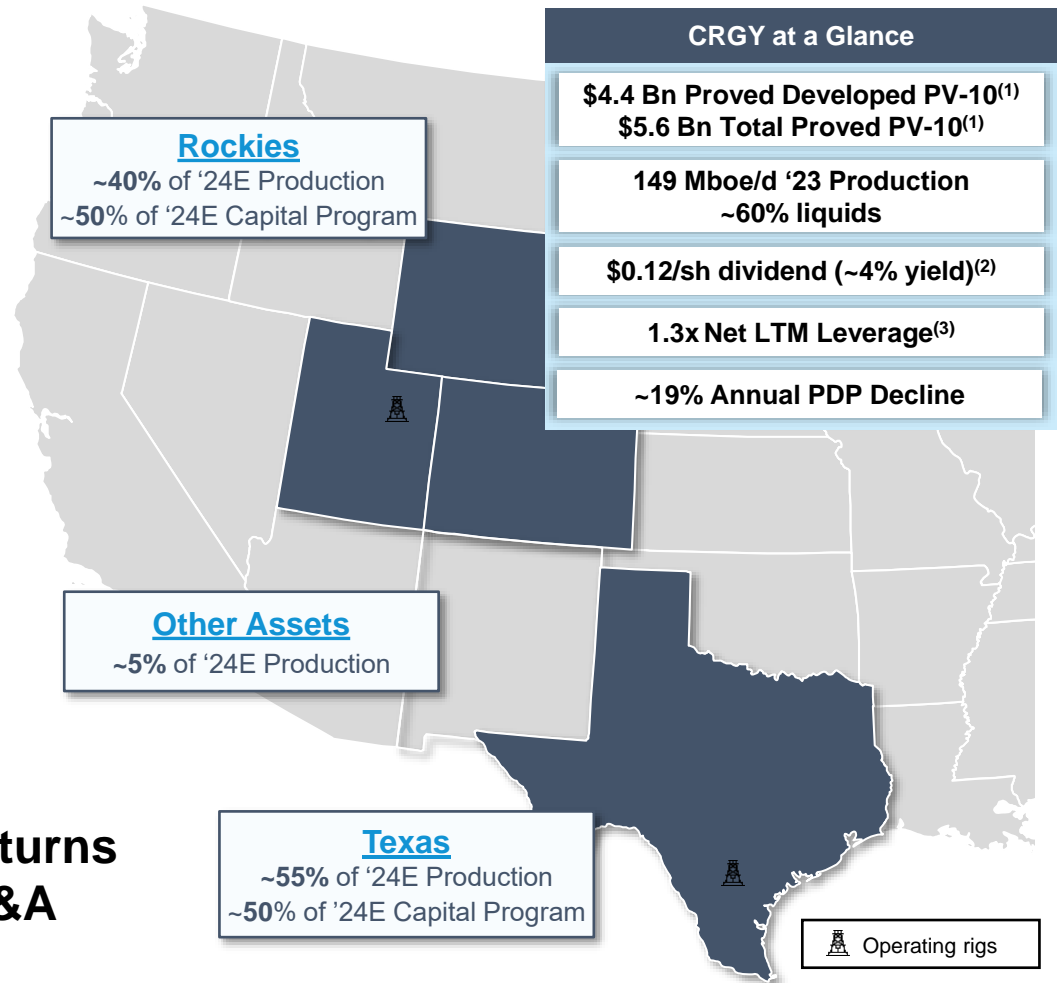 CRGY at a Glance
$4.4 Bn Proved Developed PV-10(1)
$5.6 Bn Total Proved PV-10(1)
149 Mboe/d ‘23 Production
~60% liquids
$0.12/sh dividend (~4% yield)(2)
1.3x Net LTM Leverage(3)
~19% Annual PDP Decline
Rockies
~40% of ‘24E Production
~50% of ‘24E Capital Program
Other Assets
~5% of ‘24E Production
Texas
~55% of ‘24E Production
~50% of ’24E Capital Program
turns
&A
Operating rigs